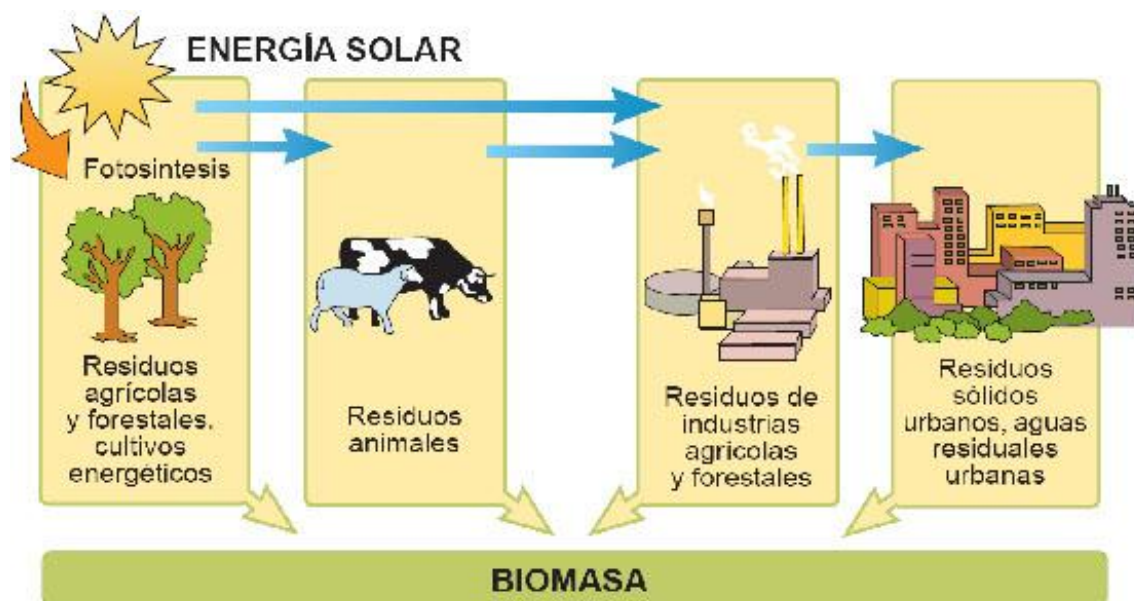 ENERGÍA SOLAR
Fotosintesis
Residuos
agrícolas
y forestales.
cultivos
energéticos
Residuos
animales
Residuos de
industrias
agrícolas
y forestales
Residuos
sólidos
urbanos, aguas
residuales
urbanas
BIOMASA